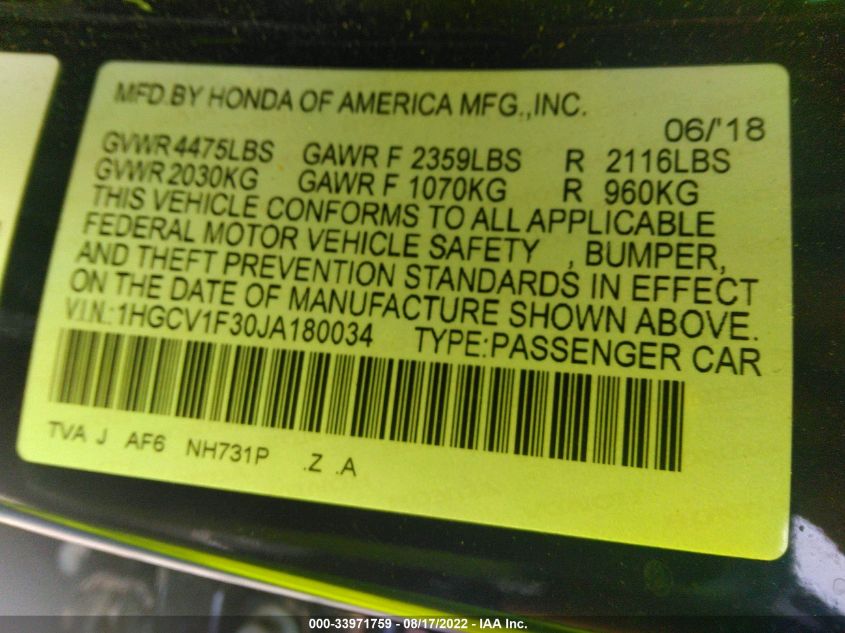 MFD.BY HONDA OF AMERICA MFG.,INC.
06/'18
GVWR 4475LBS GAWR F 2359LBS R 2116LBS
GVWR 2030KG GAWR F 1070KG R 960KG
THIS VEHICLE CONFORMS TO ALL APPLICABLE
FEDERAL MOTOR VEHICLE SAFETY , BUMPER,
AND THEFT PREVENTION STANDARDS IN EFFECT
ON THE DATE OF MANUFACTURE SHOWN ABOVE.
V.I.N.:1HGCV1F30JA180034 TYPE:PASSENGER CAR
TVA J AF6 NH731P .Z .A
000-33971759 - 08/17/2022 - IAA Inc.